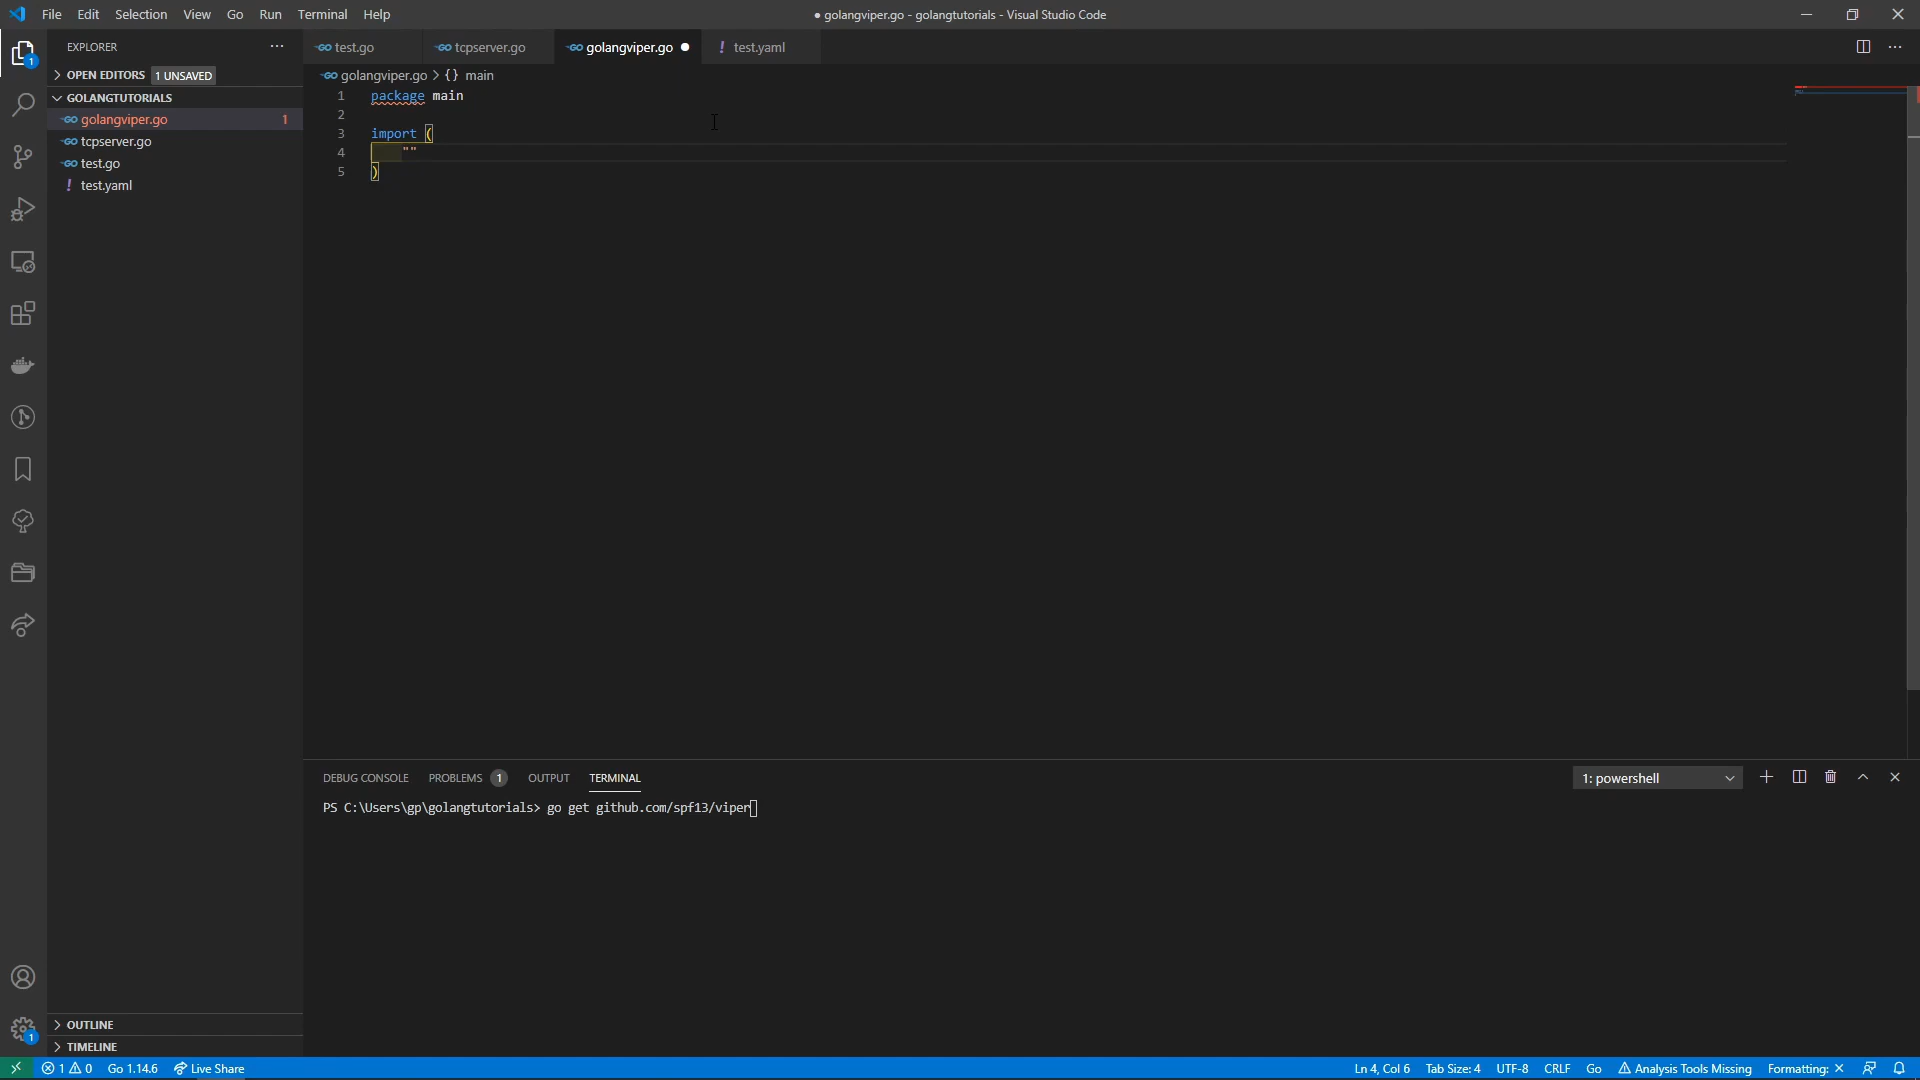 File Edit Selection View Go Run Terminal Help
● golangviper.go - golangtutorials - Visual Studio Code
EXPLORER
OPEN EDITORS 1 UNSAVED
GOLANGTUTORIALS
golangviper.go 1
tcpserver.go
test.go
! test.yaml
OUTLINE
TIMELINE
test.go tcpserver.go golangviper.go ● ! test.yaml
golangviper.go > {} main
1 package main
2
3 import (
4 ""
5 )
DEBUG CONSOLE PROBLEMS 1 OUTPUT TERMINAL
1: powershell
PS C:\Users\gp\golangtutorials> go get github.com/spf13/viper
1
1
1 0 Go 1.14.6 Live Share
Ln 4, Col 6 Tab Size: 4 UTF-8 CRLF Go Analysis Tools Missing Formatting: ×